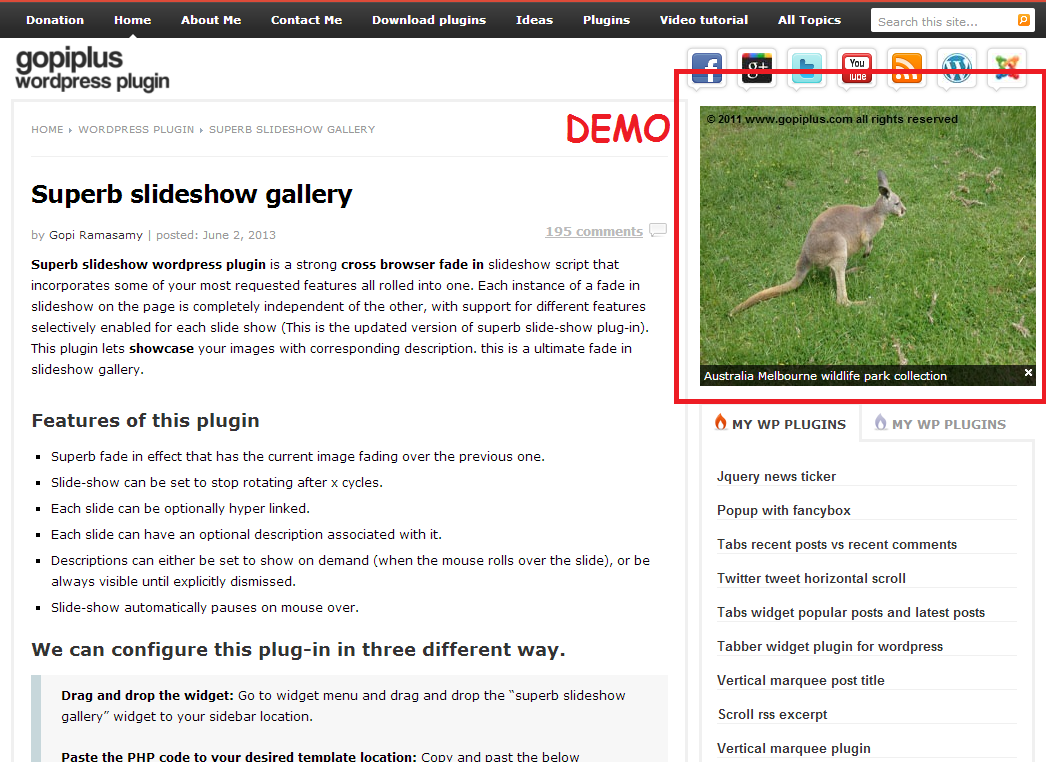 Donation Home About Me Contact Me Download plugins Ideas Plugins Video tutorial All Topics Search this site...
gopiplus
wordpress plugin
f g+ t You Tube W
HOME WORDPRESS PLUGIN SUPERB SLIDESHOW GALLERY
DEMO
Superb slideshow gallery
by Gopi Ramasamy | posted: June 2, 2013
195 comments
Superb slideshow wordpress plugin is a strong cross browser fade in slideshow script that
incorporates some of your most requested features all rolled into one. Each instance of a fade in
slideshow on the page is completely independent of the other, with support for different features
selectively enabled for each slide show (This is the updated version of superb slide-show plug-in).
This plugin lets showcase your images with corresponding description. this is a ultimate fade in
slideshow gallery.
Features of this plugin
Superb fade in effect that has the current image fading over the previous one.
Slide-show can be set to stop rotating after x cycles.
Each slide can be optionally hyper linked.
Each slide can have an optional description associated with it.
Descriptions can either be set to show on demand (when the mouse rolls over the slide), or be
always visible until explicitly dismissed.
Slide-show automatically pauses on mouse over.
We can configure this plug-in in three different way.
Drag and drop the widget: Go to widget menu and drag and drop the “superb slideshow
gallery” widget to your sidebar location.
Paste the PHP code to your desired template location: Copy and past the below
© 2011 www.gopiplus.com all rights reserved
Australia Melbourne wildlife park collection
MY WP PLUGINS MY WP PLUGINS
Jquery news ticker
Popup with fancybox
Tabs recent posts vs recent comments
Twitter tweet horizontal scroll
Tabs widget popular posts and latest posts
Tabber widget plugin for wordpress
Vertical marquee post title
Scroll rss excerpt
Vertical marquee plugin